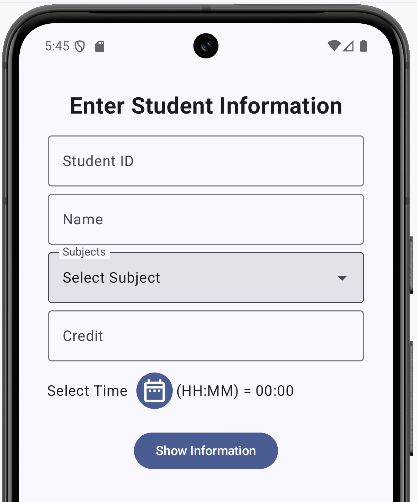 5:45
Enter Student Information
Student ID
Name
Subjects
Select Subject
Credit
Select Time (HH:MM) = 00:00
Show Information